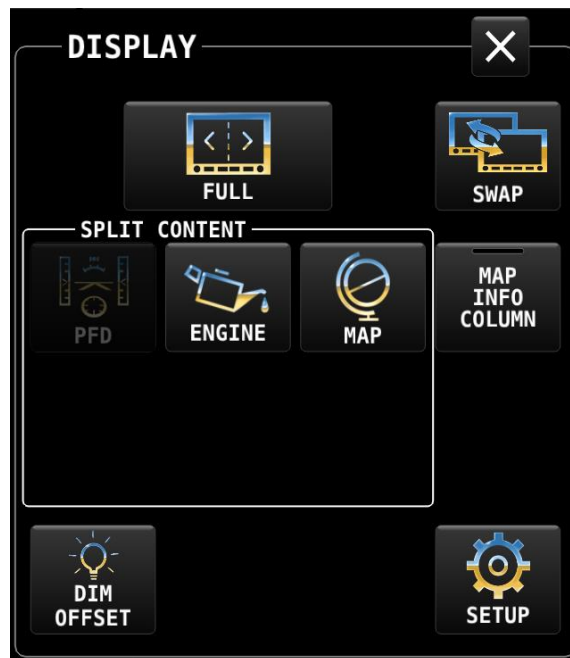 DISPLAY
FULL
SWAP
SPLIT CONTENT
PFD
ENGINE
MAP
MAP
INFO
COLUMN
DIM
OFFSET
SETUP